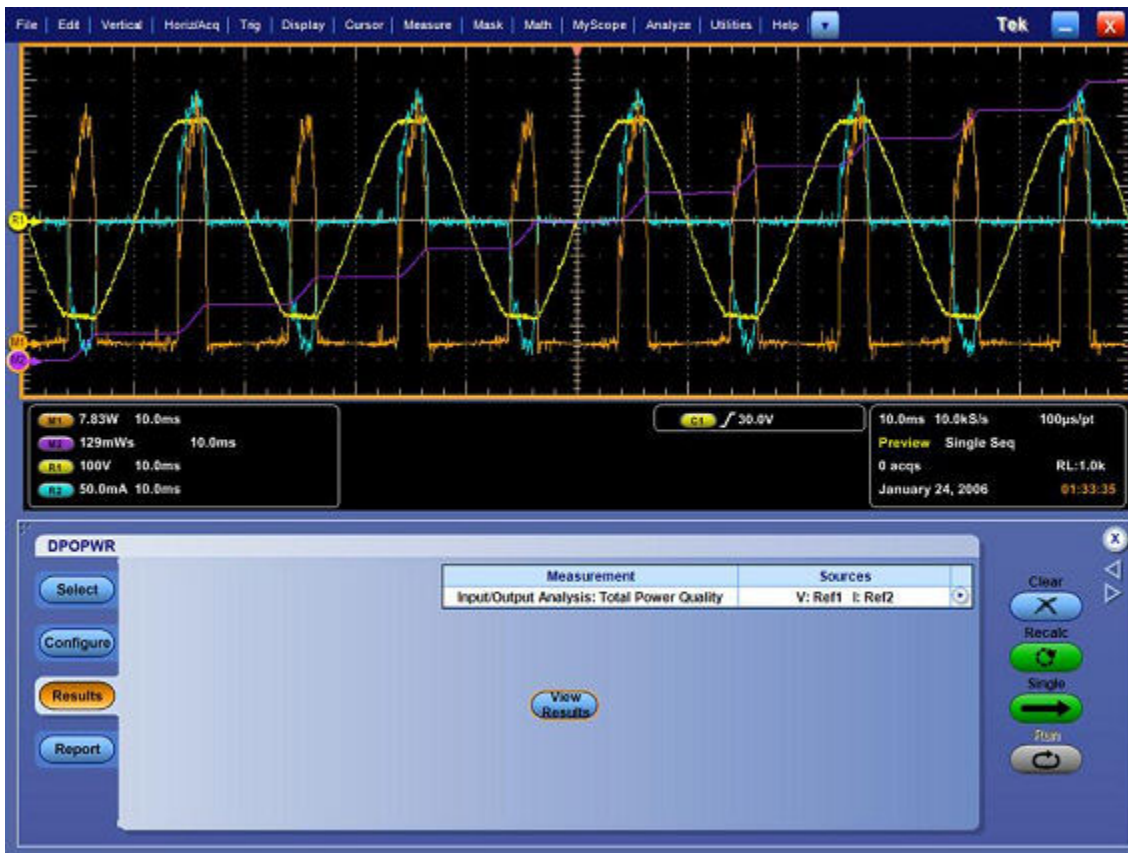 File | Edit | Vertical | Horiz/Acq | Trig | Display | Cursor | Measure | Mask | Math | MyScope | Analyze | Utilities | Help Tek X
R1
M1
M2
M1 7.83W 10.0ms
M2 129mWs 10.0ms
R1 100V 10.0ms
R2 50.0mA 10.0ms
C1 30.0V
10.0ms 10.0kS/s 100µs/pt
Preview Single Seq
0 acqs RL:1.0k
January 24, 2006 01:33:35
DPOPWR
Select
Configure
Results
Report
Measurement Sources
Input/Output Analysis: Total Power Quality V: Ref1 I: Ref2
View
Results
X
Clear
Recalc
Single
Run